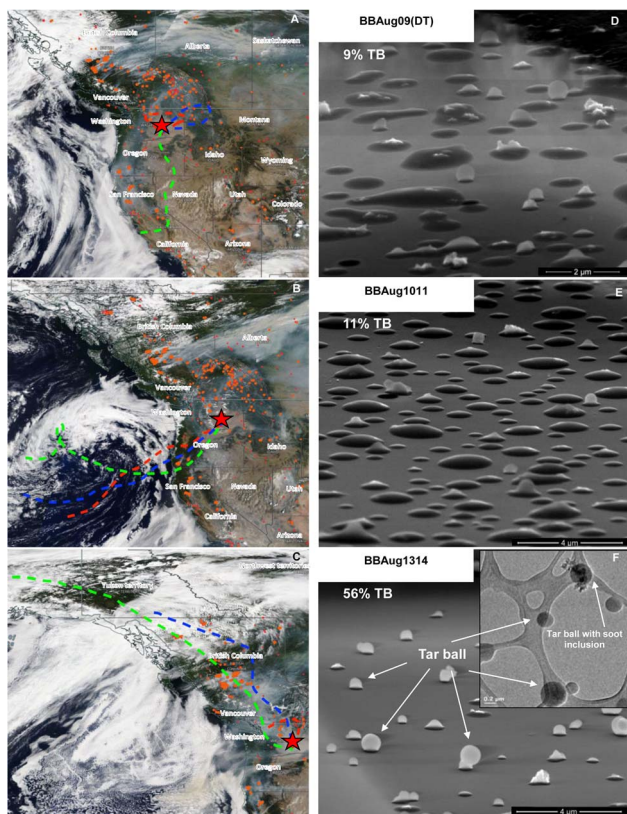 A
British Columbia
Alberta
Saskatchewan
Vancouver
Washington
Montana
Oregon
Idaho
Wyoming
San Francisco
Nevada
Utah
Colorado
California
Arizona
B
British Columbia
Alberta
Vancouver
Washington
Oregon
Idaho
San Francisco
Nevada
Utah
California
Arizona
C
Northwest territories
Yukon territory
British Columbia
Vancouver
Washington
Oregon
BBAug09(DT)
D
9% TB
2 µm
BBAug1011
E
11% TB
4 µm
BBAug1314
F
56% TB
Tar ball with soot
inclusion
Tar ball
0.2 µm
4 µm